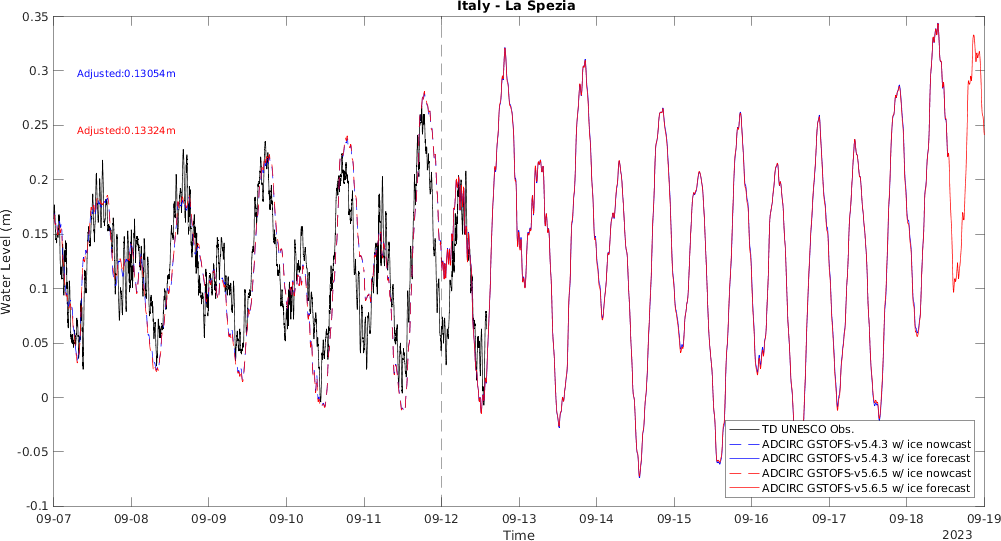 Italy - La Spezia
0.35
0.3
0.25
0.2
0.15
0.1
0.05
0
-0.05
-0.1
Water Level (m)
Adjusted:0.13054m
Adjusted:0.13324m
TD UNESCO Obs.
ADCIRC GSTOFS-v5.4.3 w/ ice nowcast
ADCIRC GSTOFS-v5.4.3 w/ ice forecast
ADCIRC GSTOFS-v5.6.5 w/ ice nowcast
ADCIRC GSTOFS-v5.6.5 w/ ice forecast
09-07 09-08 09-09 09-10 09-11 09-12 09-13 09-14 09-15 09-16 09-17 09-18 09-19
Time
2023